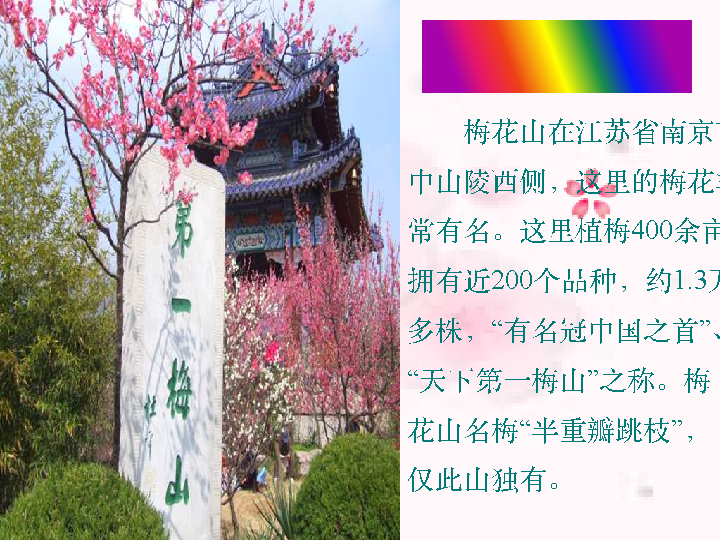 第一梅山
梅花山在江苏省南京
中山陵西侧，这里的梅花
常有名。这里植梅400余亩
拥有近200个品种，约1.3万
多株，“有名冠中国之首”、
“天下第一梅山”之称。梅
花山名梅“半重瓣跳枝”，
仅此山独有。